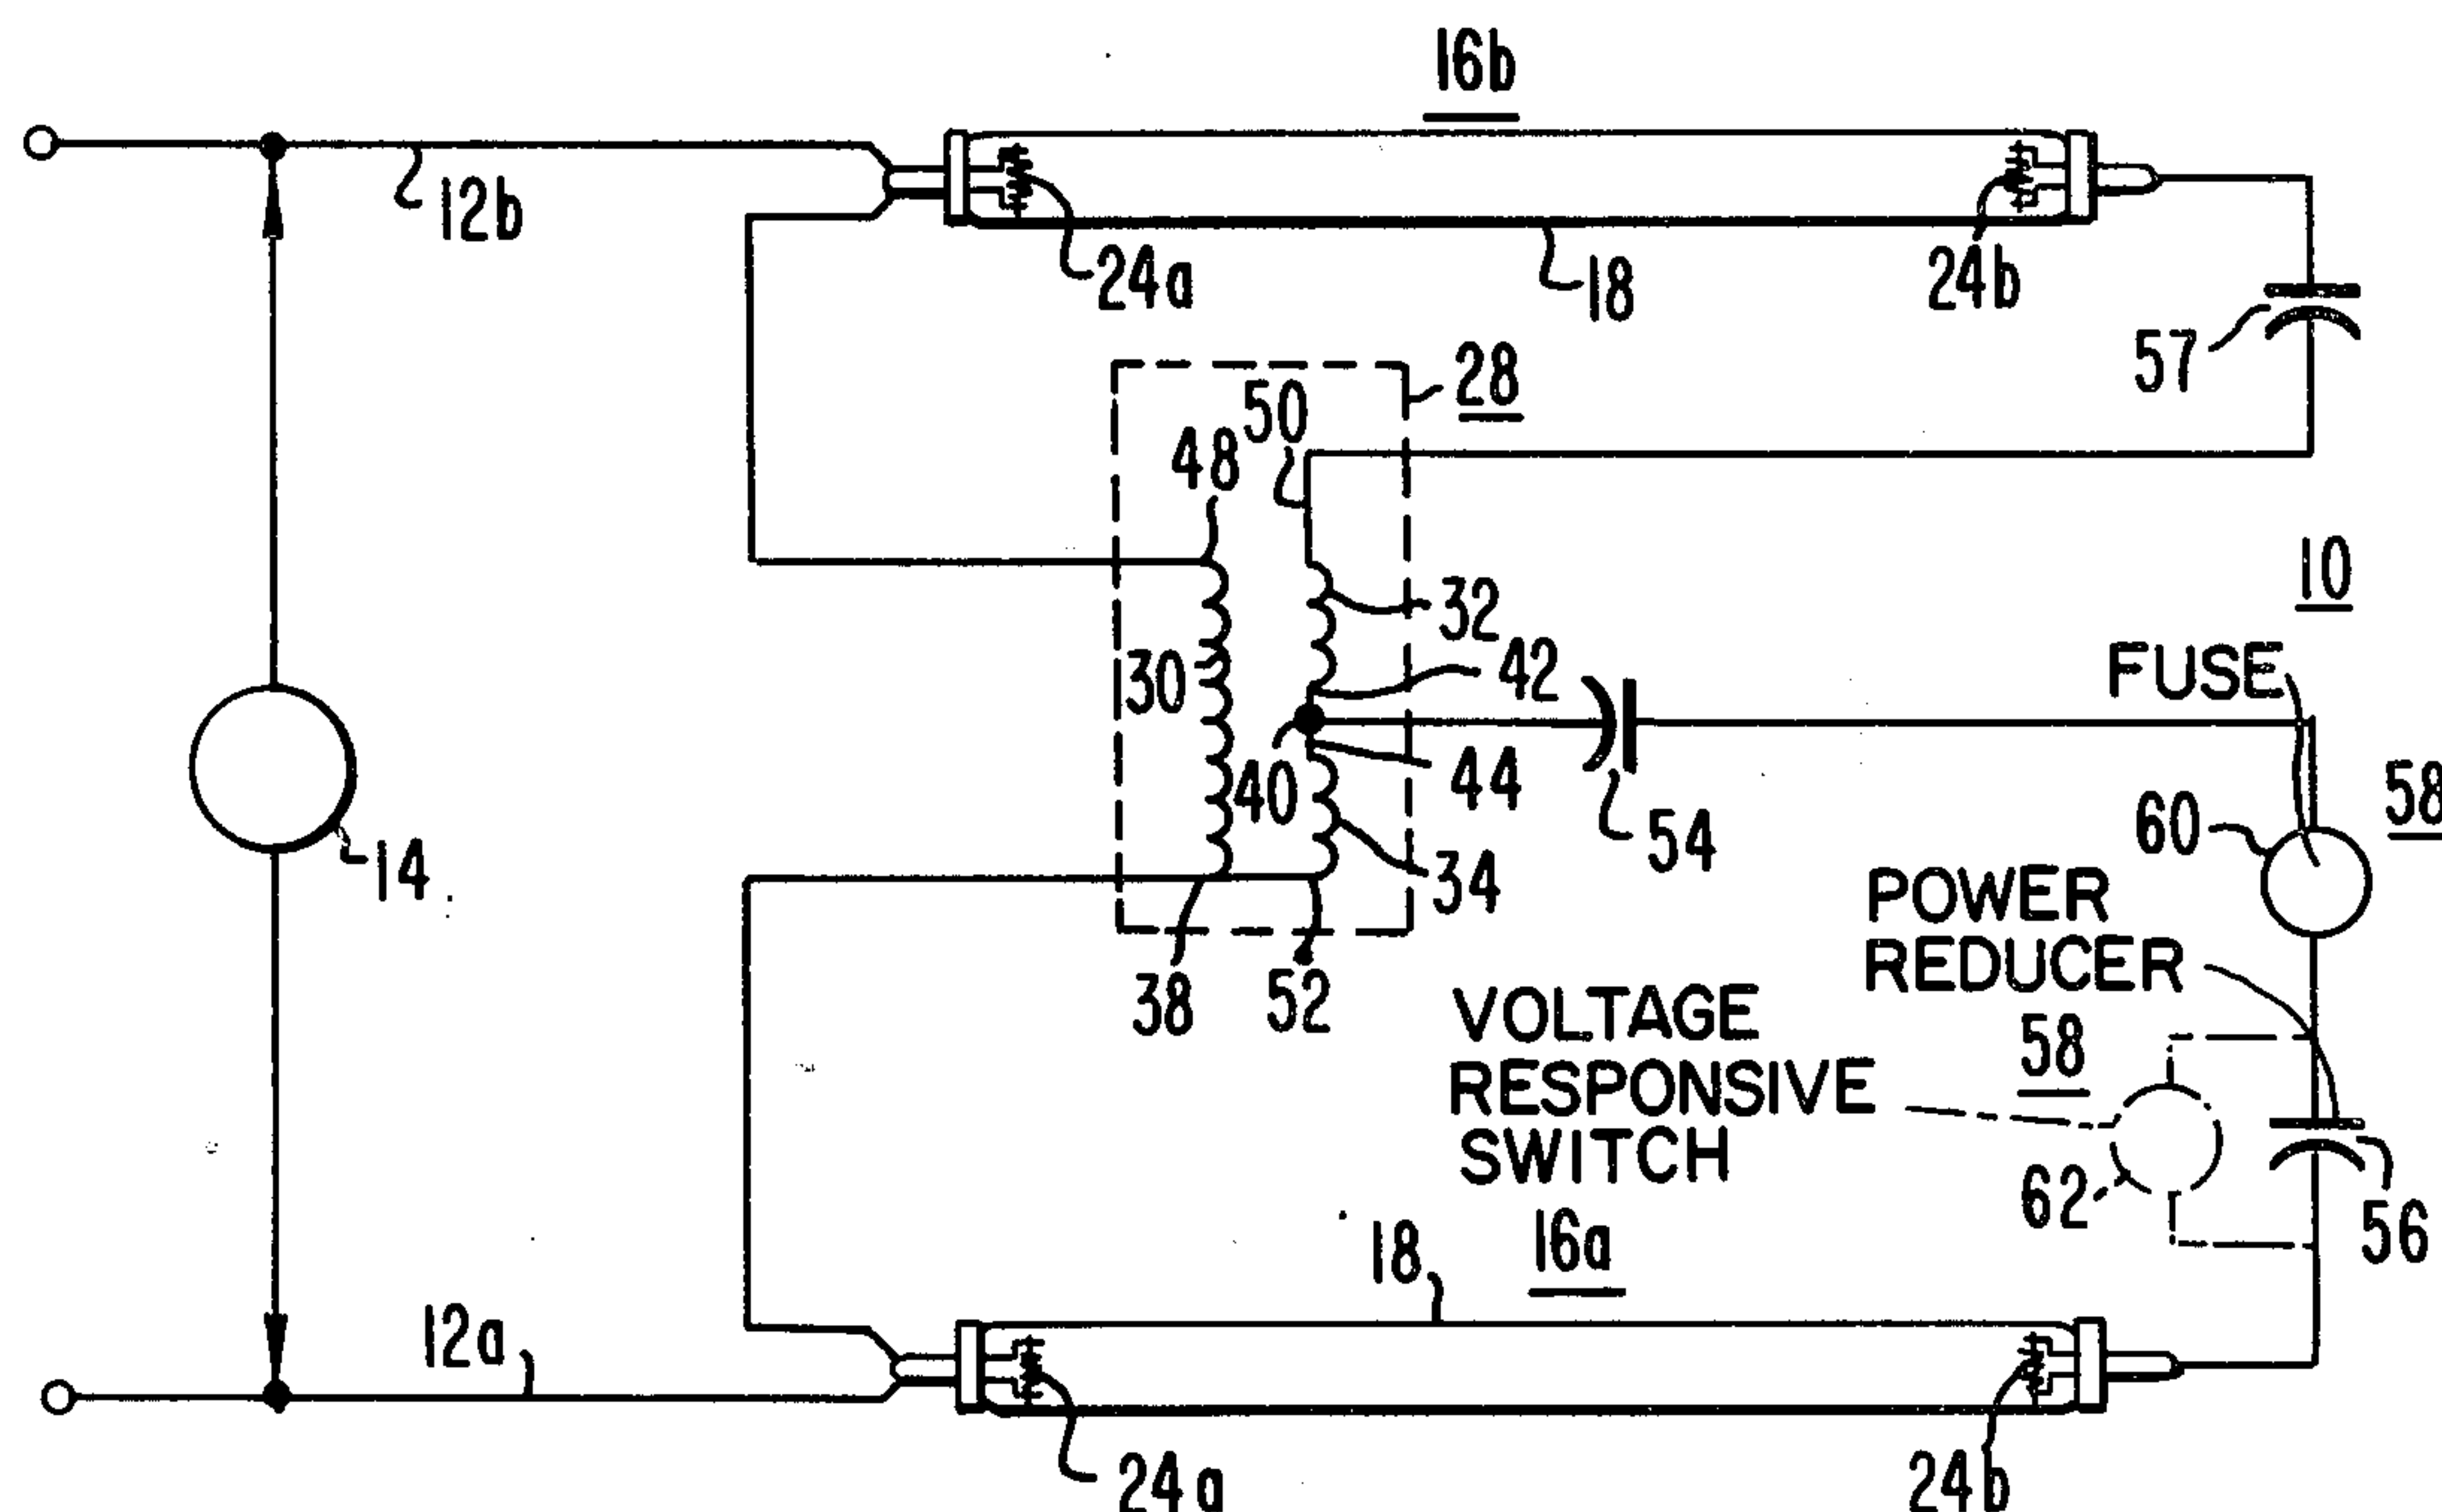 16b
12b
24a
18
24b
57
28
50
48
32
10
30
42
FUSE
40
44
54
60
58
14
34
POWER
REDUCER
38
52
VOLTAGE
RESPONSIVE
SWITCH
58
62
56
16a
18
12a
24a
24b